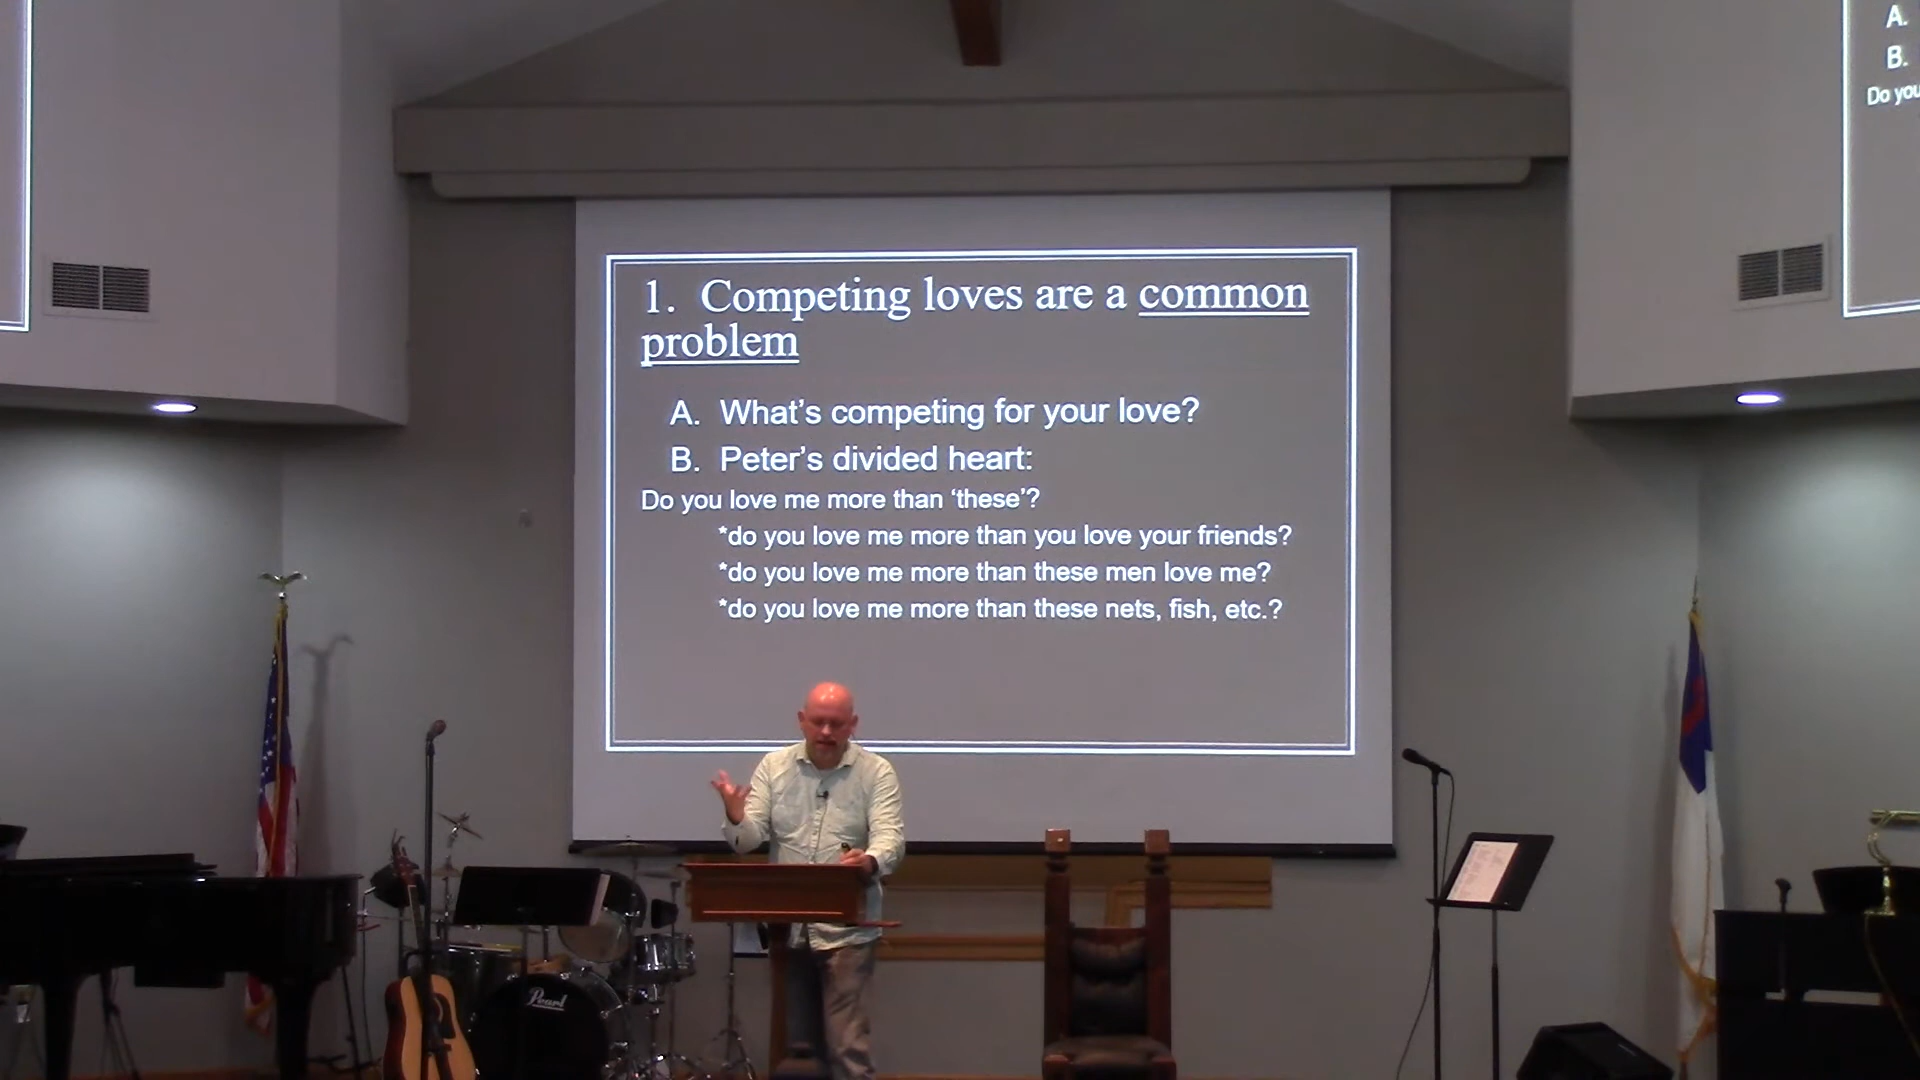 1. Competing loves are a common
problem
A. What's competing for your love?
B. Peter's divided heart:
Do you love me more than ‘these’?
*do you love me more than you love your friends?
*do you love me more than these men love me?
*do you love me more than these nets, fish, etc.?
A.
B.
Do you
Pearl